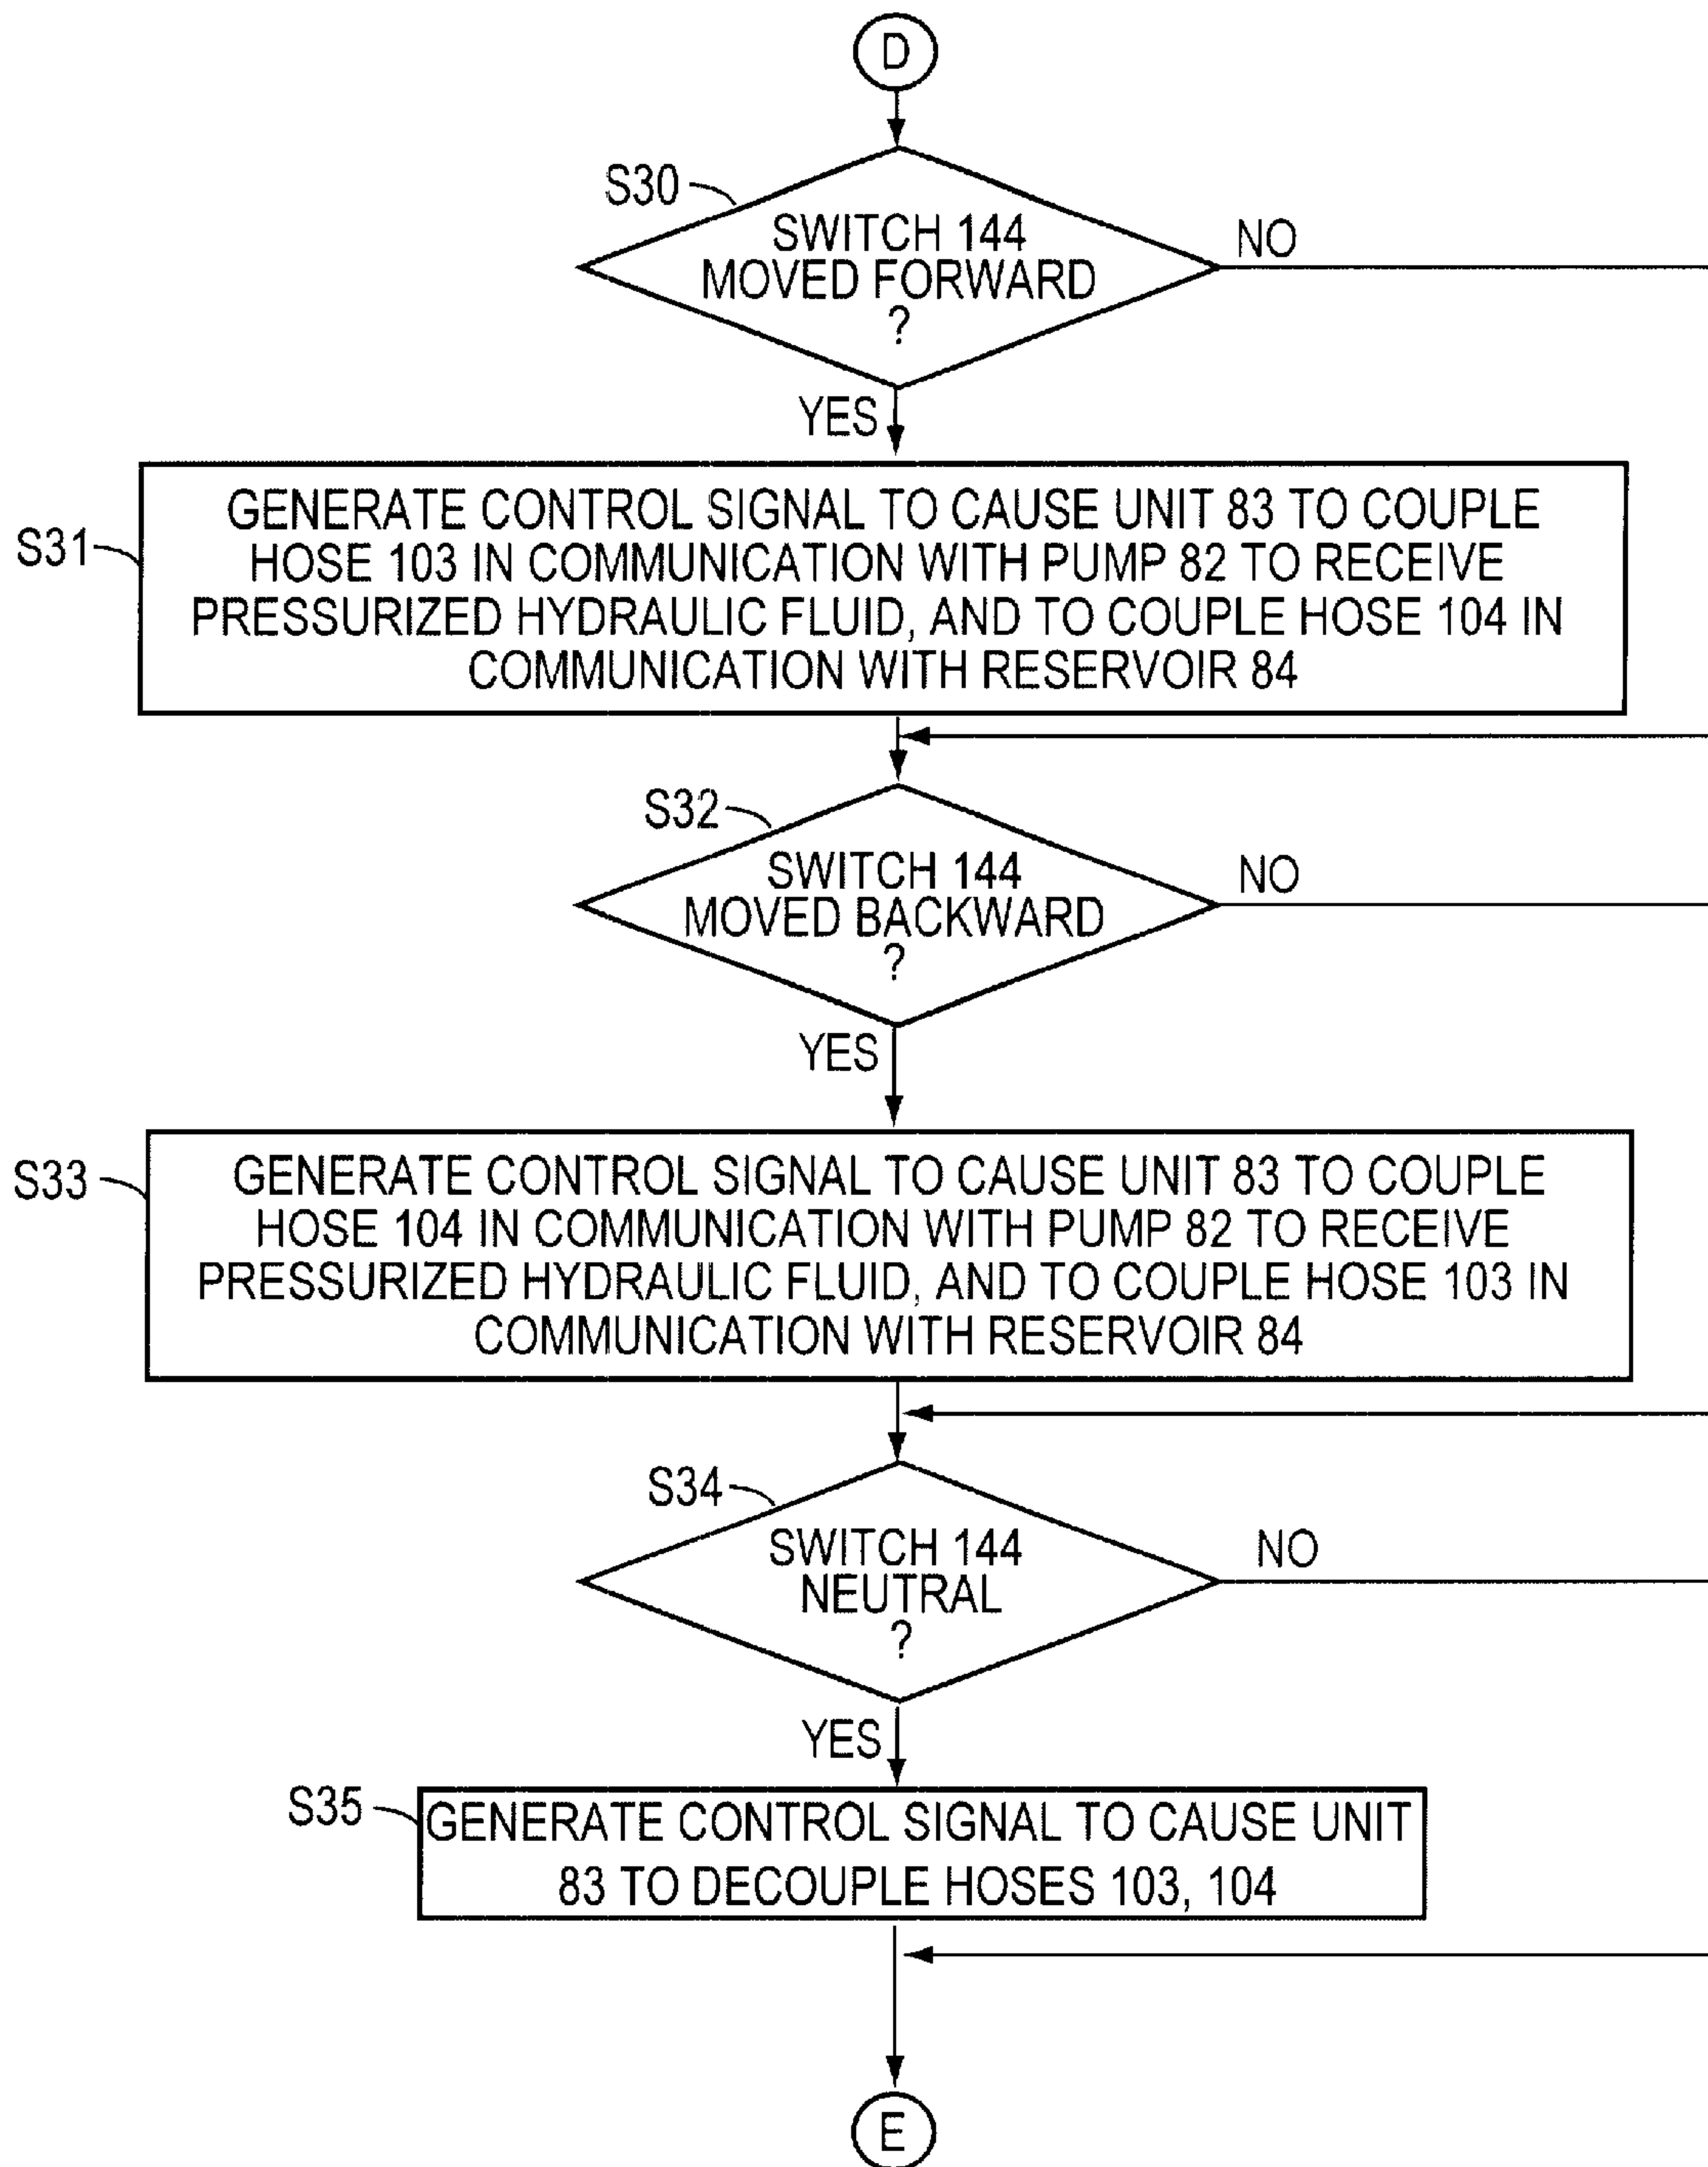 D
S30
SWITCH 144
MOVED FORWARD
?
NO
YES
S31
GENERATE CONTROL SIGNAL TO CAUSE UNIT 83 TO COUPLE
HOSE 103 IN COMMUNICATION WITH PUMP 82 TO RECEIVE
PRESSURIZED HYDRAULIC FLUID, AND TO COUPLE HOSE 104 IN
COMMUNICATION WITH RESERVOIR 84
S32
SWITCH 144
MOVED BACKWARD
?
NO
YES
S33
GENERATE CONTROL SIGNAL TO CAUSE UNIT 83 TO COUPLE
HOSE 104 IN COMMUNICATION WITH PUMP 82 TO RECEIVE
PRESSURIZED HYDRAULIC FLUID, AND TO COUPLE HOSE 103 IN
COMMUNICATION WITH RESERVOIR 84
S34
SWITCH 144
NEUTRAL
?
NO
YES
S35
GENERATE CONTROL SIGNAL TO CAUSE UNIT
83 TO DECOUPLE HOSES 103, 104
E